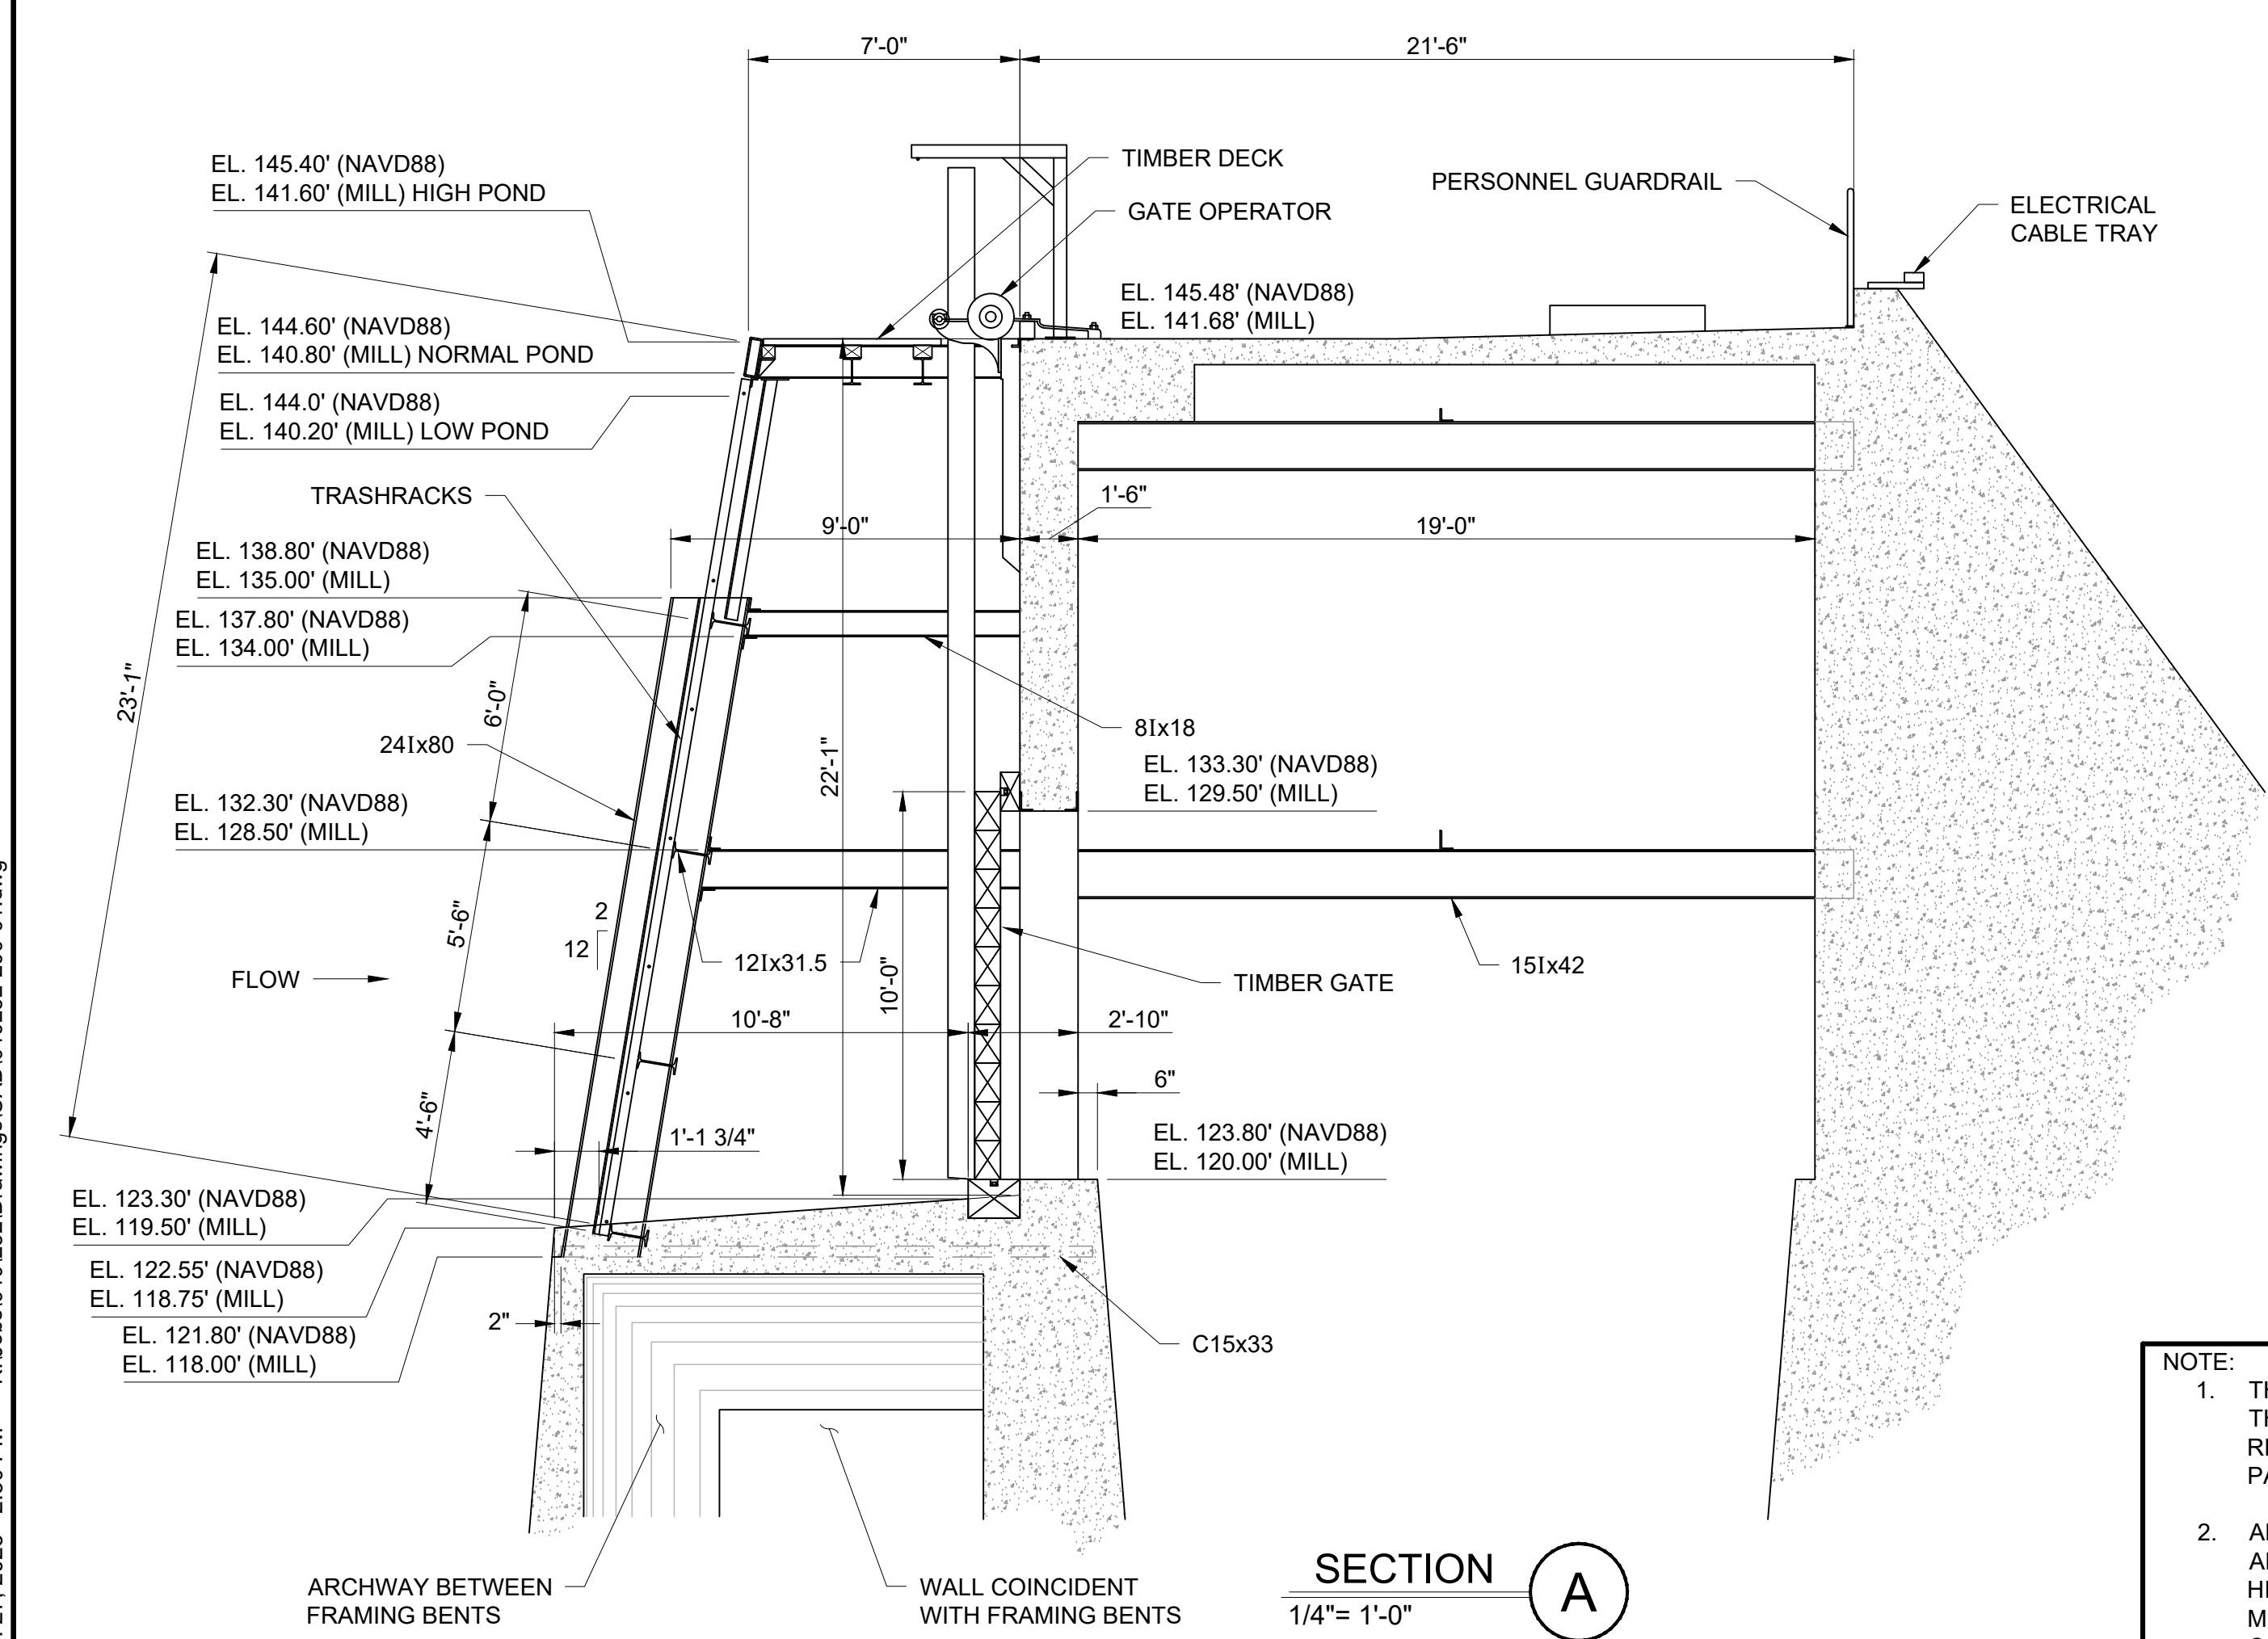 7'-0"
21'-6"
EL. 145.40' (NAVD88)
EL. 141.60' (MILL) HIGH POND
TIMBER DECK
PERSONNEL GUARDRAIL
GATE OPERATOR
ELECTRICAL
CABLE TRAY
EL. 145.48' (NAVD88)
EL. 141.68' (MILL)
EL. 144.60' (NAVD88)
EL. 140.80' (MILL) NORMAL POND
EL. 144.0' (NAVD88)
EL. 140.20' (MILL) LOW POND
TRASHRACKS
1'-6"
9'-0"
19'-0"
EL. 138.80' (NAVD88)
EL. 135.00' (MILL)
EL. 137.80' (NAVD88)
EL. 134.00' (MILL)
23'-1"
6'-0"
24Ix80
8Ix18
22'-1"
EL. 133.30' (NAVD88)
EL. 129.50' (MILL)
EL. 132.30' (NAVD88)
EL. 128.50' (MILL)
5'-6"
2
12
12Ix31.5
10'-0"
15Ix42
FLOW
TIMBER GATE
10'-8"
2'-10"
6"
4'-6"
1'-1 3/4"
EL. 123.80' (NAVD88)
EL. 120.00' (MILL)
EL. 123.30' (NAVD88)
EL. 119.50' (MILL)
EL. 122.55' (NAVD88)
EL. 118.75' (MILL)
2"
EL. 121.80' (NAVD88)
EL. 118.00' (MILL)
C15x33
ARCHWAY BETWEEN
FRAMING BENTS
WALL COINCIDENT
WITH FRAMING BENTS
SECTION
A
1/4"= 1'-0"
NOTE:
1.
2.